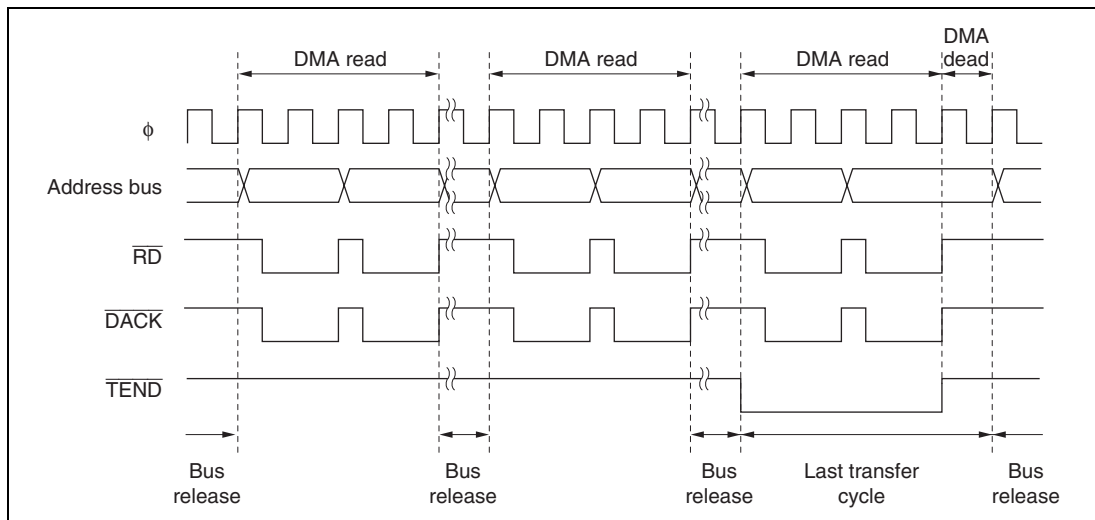 DMA read
DMA read
DMA read
DMA
dead
ϕ
Address bus
RD
DACK
TEND
Bus
release
Bus
release
Bus
release
Last transfer
cycle
Bus
release